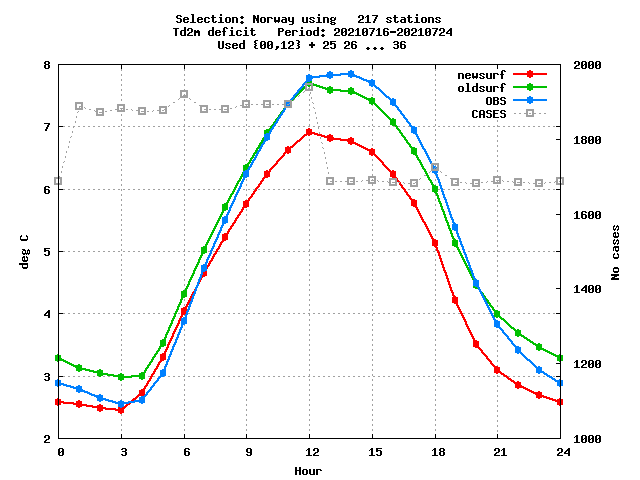 Selection: Norway using   217 stations
Td2m deficit   Period: 20210716-20210724
Used {00,12} + 25 26 ... 36
newsurf
oldsurf
OBS
CASES
8
7
6
5
4
3
2
deg C
2000
1800
1600
1400
1200
1000
No cases
0 3 6 9 12 15 18 21 24
Hour